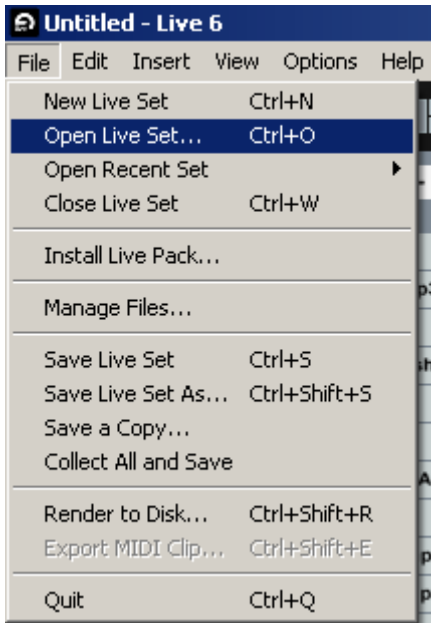 Untitled - Live 6
File Edit Insert View Options Help
New Live Set Ctrl+N
Open Live Set... Ctrl+O
Open Recent Set
Close Live Set Ctrl+W
Install Live Pack...
Manage Files...
Save Live Set Ctrl+S
Save Live Set As... Ctrl+Shift+S
Save a Copy...
Collect All and Save
Render to Disk... Ctrl+Shift+R
Export MIDI Clip... Ctrl+Shift+E
Quit Ctrl+Q